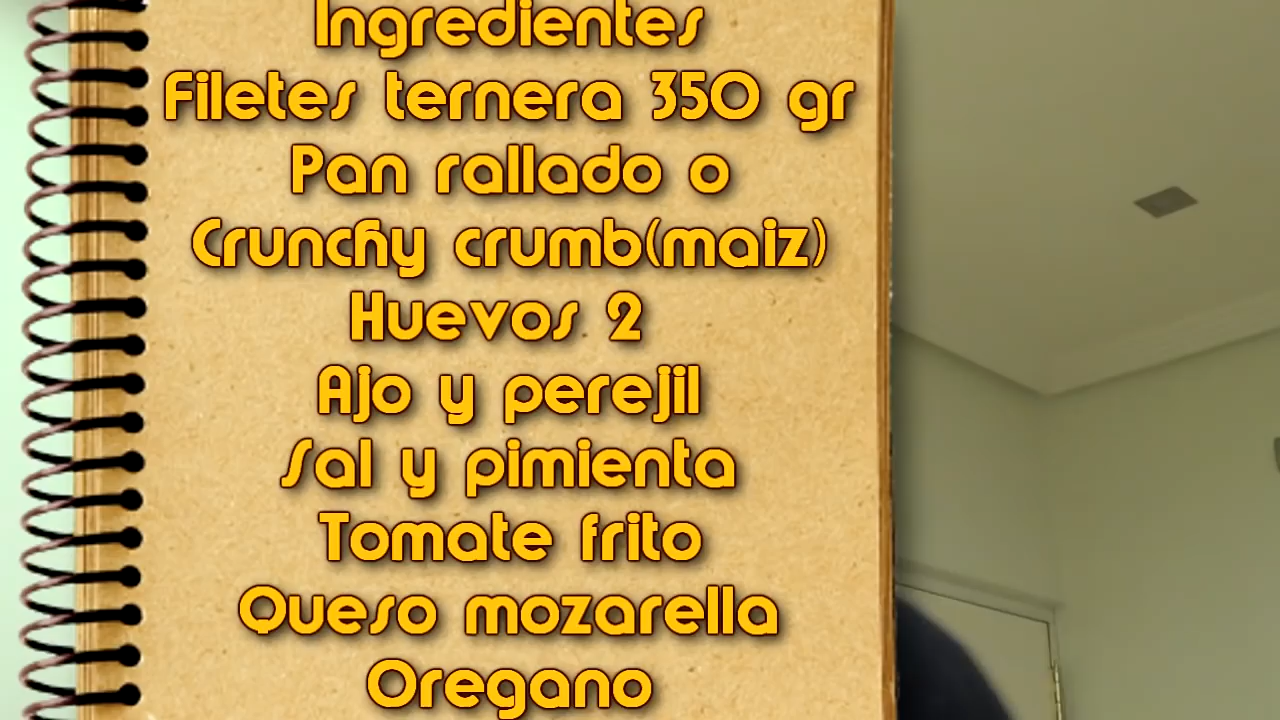 Ingredientes
Filetes ternera 350 gr
Pan rallado o
Crunchy crumb(maiz)
Huevos 2
Ajo y perejil
Sal y pimienta
Tomate frito
Queso mozarella
Oregano